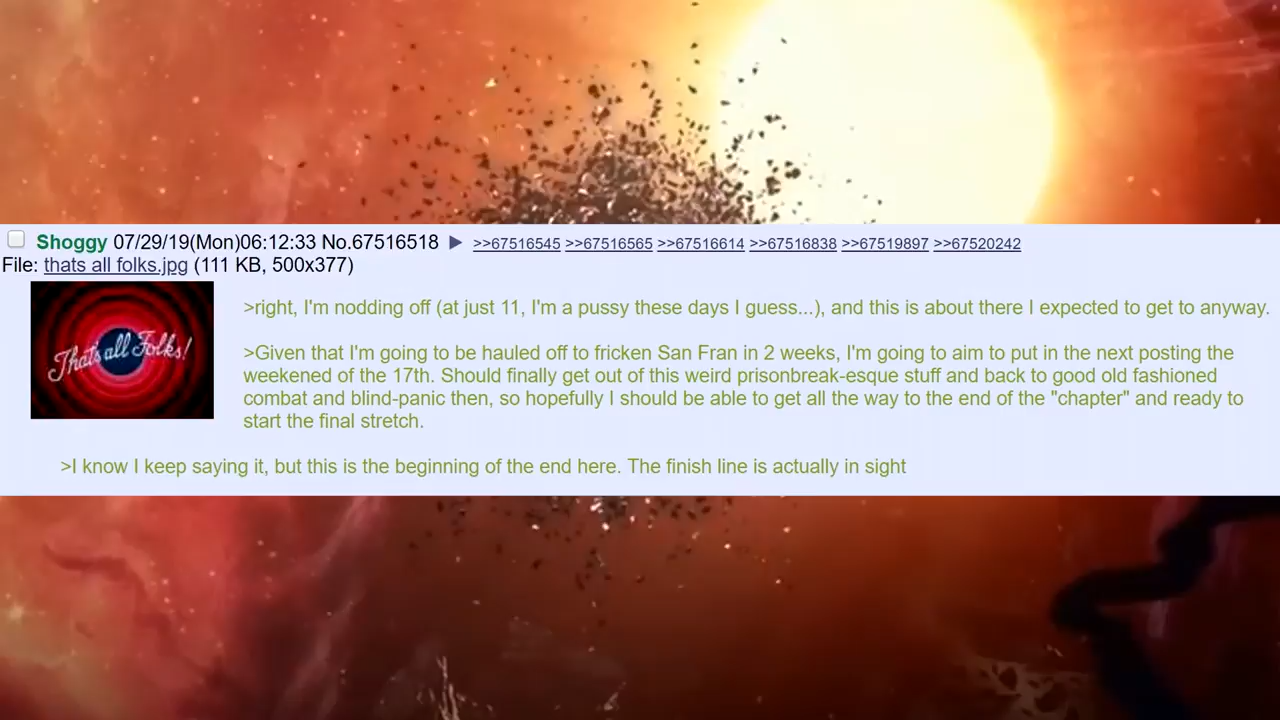 Shoggy 07/29/19(Mon)06:12:33 No.67516518 ▶ >>67516545 >>67516565 >>67516614 >>67516838 >>67519897 >>67520242
File: thats all folks.jpg (111 KB, 500x377)
That's all Folks!
>right, I'm nodding off (at just 11, I'm a pussy these days I guess...), and this is about there I expected to get to anyway.
>Given that I'm going to be hauled off to fricken San Fran in 2 weeks, I'm going to aim to put in the next posting the
weekened of the 17th. Should finally get out of this weird prisonbreak-esque stuff and back to good old fashioned
combat and blind-panic then, so hopefully I should be able to get all the way to the end of the "chapter" and ready to
start the final stretch.
>I know I keep saying it, but this is the beginning of the end here. The finish line is actually in sight